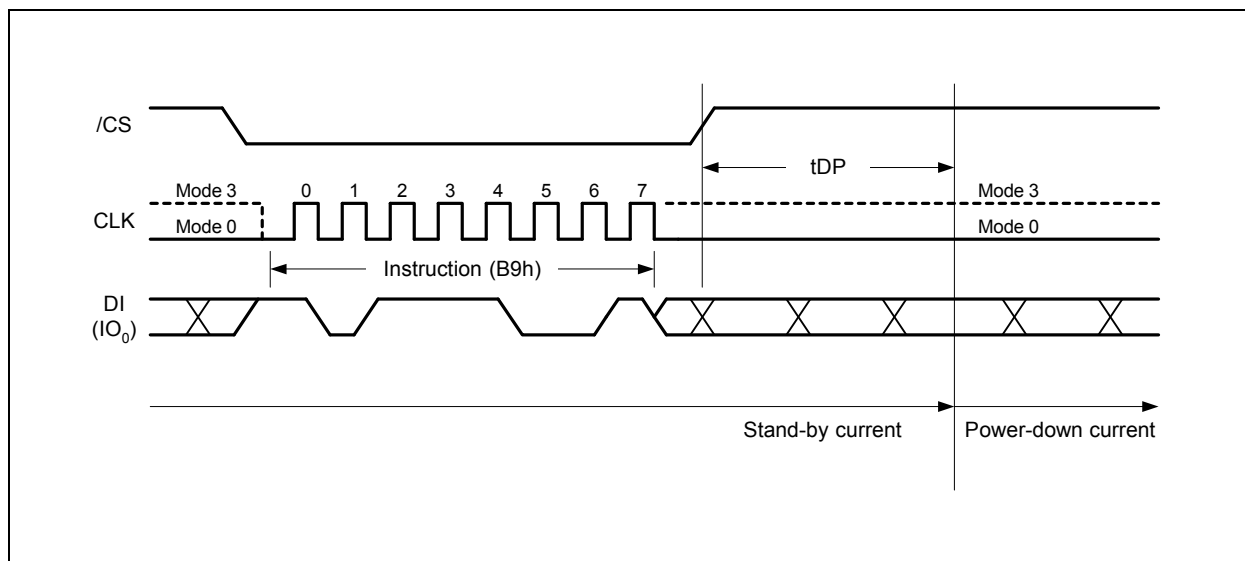 /CS
tDP
Mode 3 0 1 2 3 4 5 6 7 Mode 3
CLK
Mode 0 Mode 0
Instruction (B9h)
DI
(IO₀)
Stand-by current Power-down current